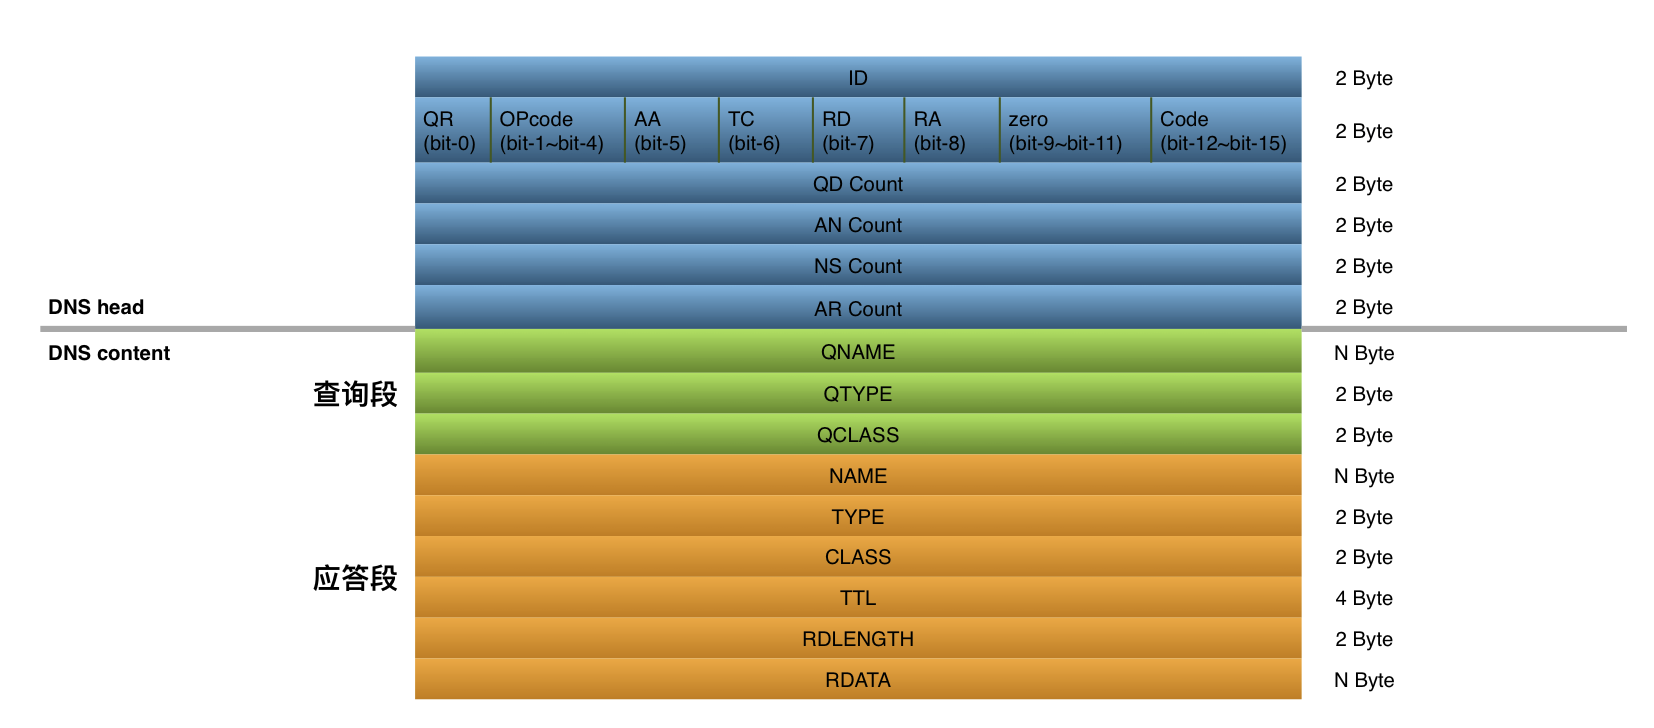 ID 2 Byte
QR OPcode AA TC RD RA zero Code
(bit-0) (bit-1~bit-4) (bit-5) (bit-6) (bit-7) (bit-8) (bit-9~bit-11) (bit-12~bit-15)
2 Byte
QD Count 2 Byte
AN Count 2 Byte
NS Count 2 Byte
DNS head AR Count 2 Byte
DNS content QNAME N Byte
查询段 QTYPE 2 Byte
QCLASS 2 Byte
NAME N Byte
TYPE 2 Byte
CLASS 2 Byte
应答段
TTL 4 Byte
RDLENGTH 2 Byte
RDATA N Byte